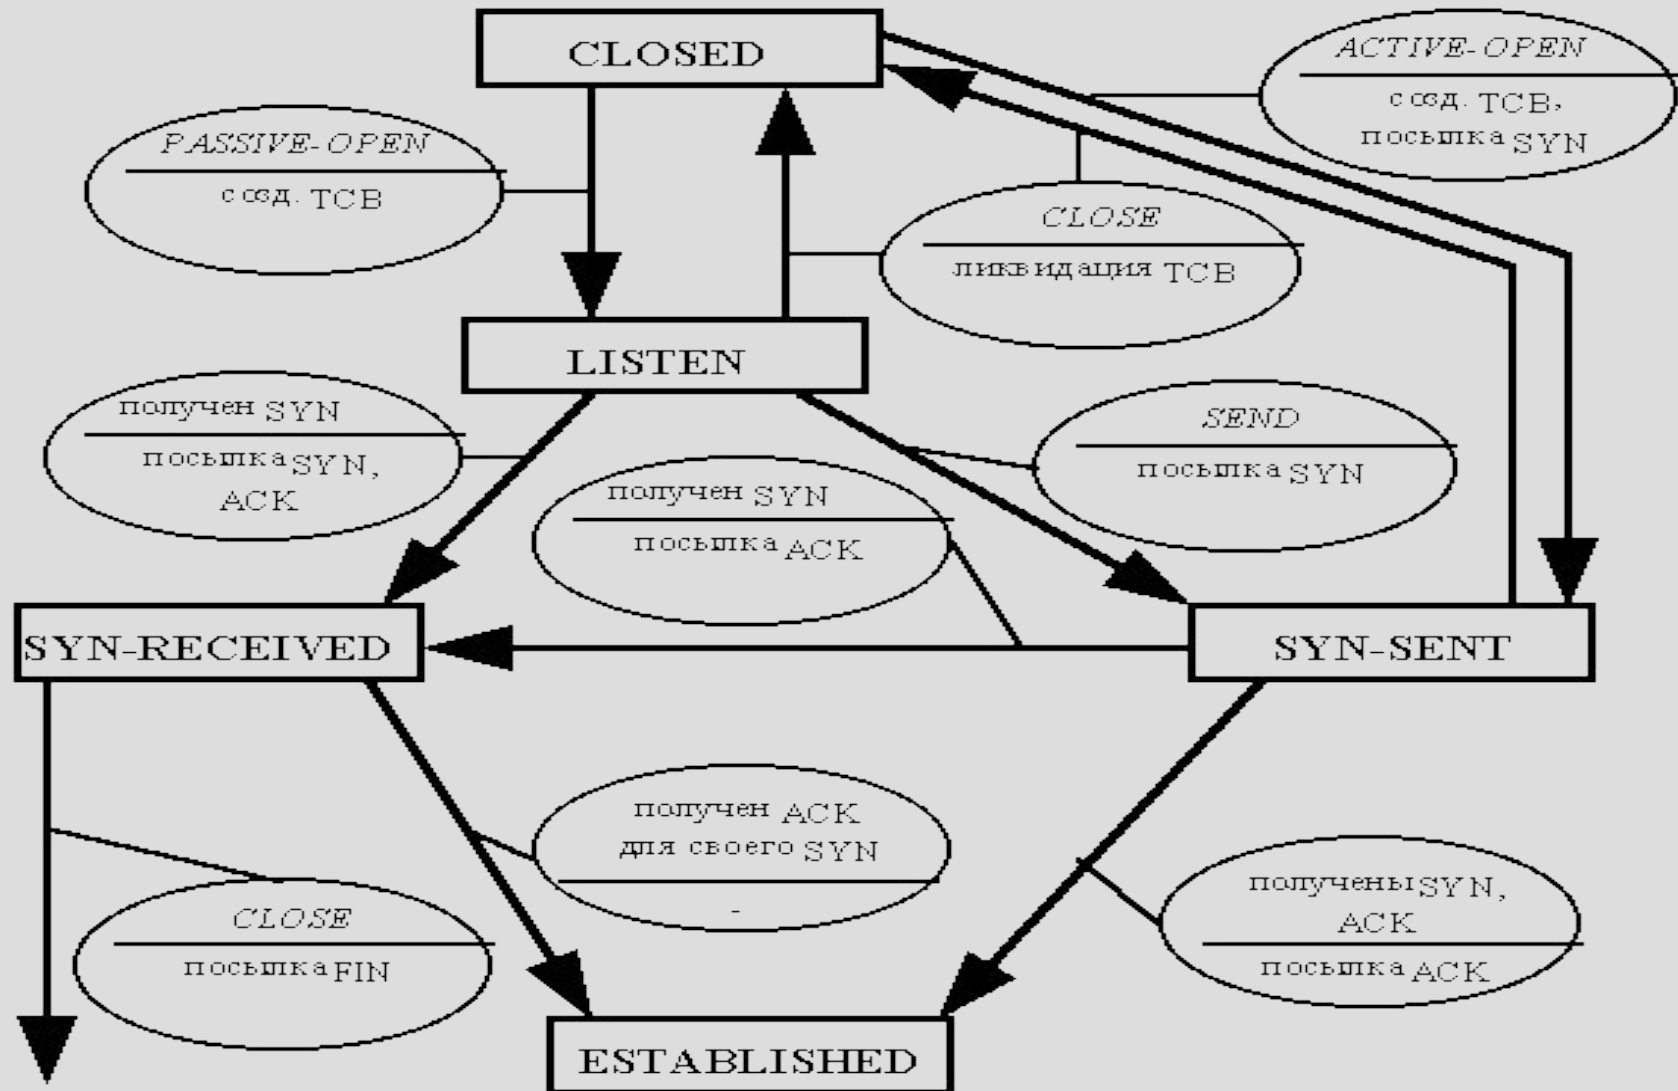 CLOSED
ACTIVE-OPEN
созд. TCB,
посылка SYN
PASSIVE-OPEN
созд. TCB
CLOSE
ликвидация TCB
LISTEN
получен SYN
посылка SYN,
ACK
SEND
посылка SYN
получен SYN
посылка ACK
SYN-RECEIVED
SYN-SENT
получен ACK
для своего SYN
-
получены SYN,
ACK
посылка ACK
CLOSE
посылка FIN
ESTABLISHED